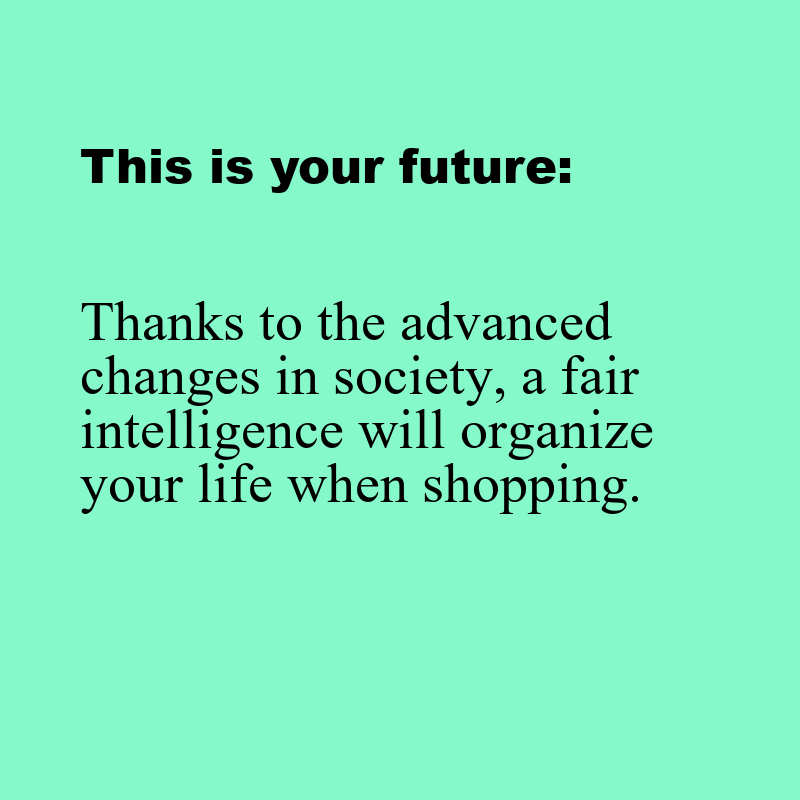 This is your future:
Thanks to the advanced
changes in society, a fair
intelligence will organize
your life when shopping.